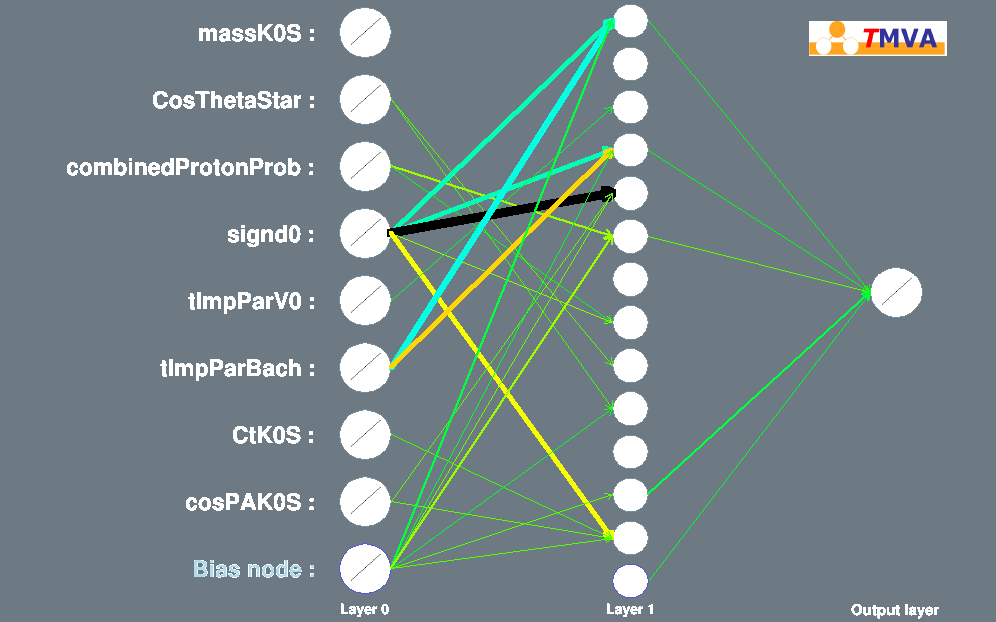 TMVA
massK0S :
CosThetaStar :
combinedProtonProb :
signd0 :
tImpParV0 :
tImpParBach :
CtK0S :
cosPAK0S :
Bias node :
Layer 0
Layer 1
Output layer